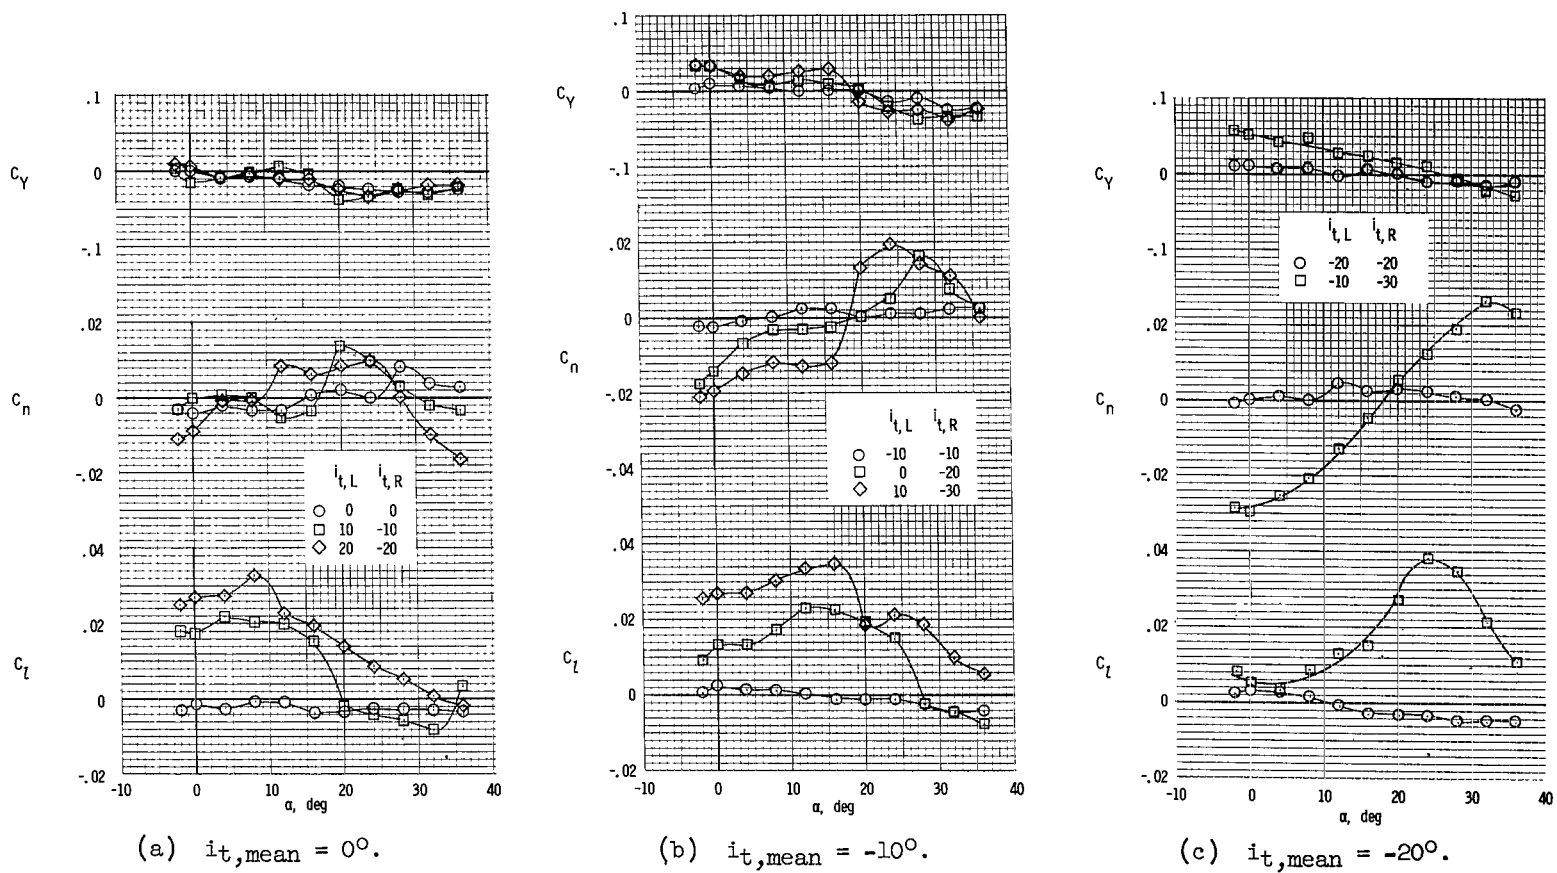 .1
C_Y
0
-.1
.02
C_n
0
-.02
i_t,L i_t,R
○ 0 0
□ 10 -10
◇ 20 -20
.04
.02
C_l
0
-.02
-10 0 10 20 30 40
α, deg
(a) i_t,mean = 0°.
.1
C_Y
0
-.1
.02
0
C_n
-.02
i_t,L i_t,R
○ -10 -10
□ 0 -20
◇ 10 -30
-.04
.04
.02
C_l
0
-.02
-10 0 10 20 30 40
α, deg
(b) i_t,mean = -10°.
.1
C_Y
0
-.1
i_t,L i_t,R
○ -20 -20
□ -10 -30
.02
C_n
0
-.02
.04
.02
C_l
0
-.02
-10 0 10 20 30 40
α, deg
(c) i_t,mean = -20°.